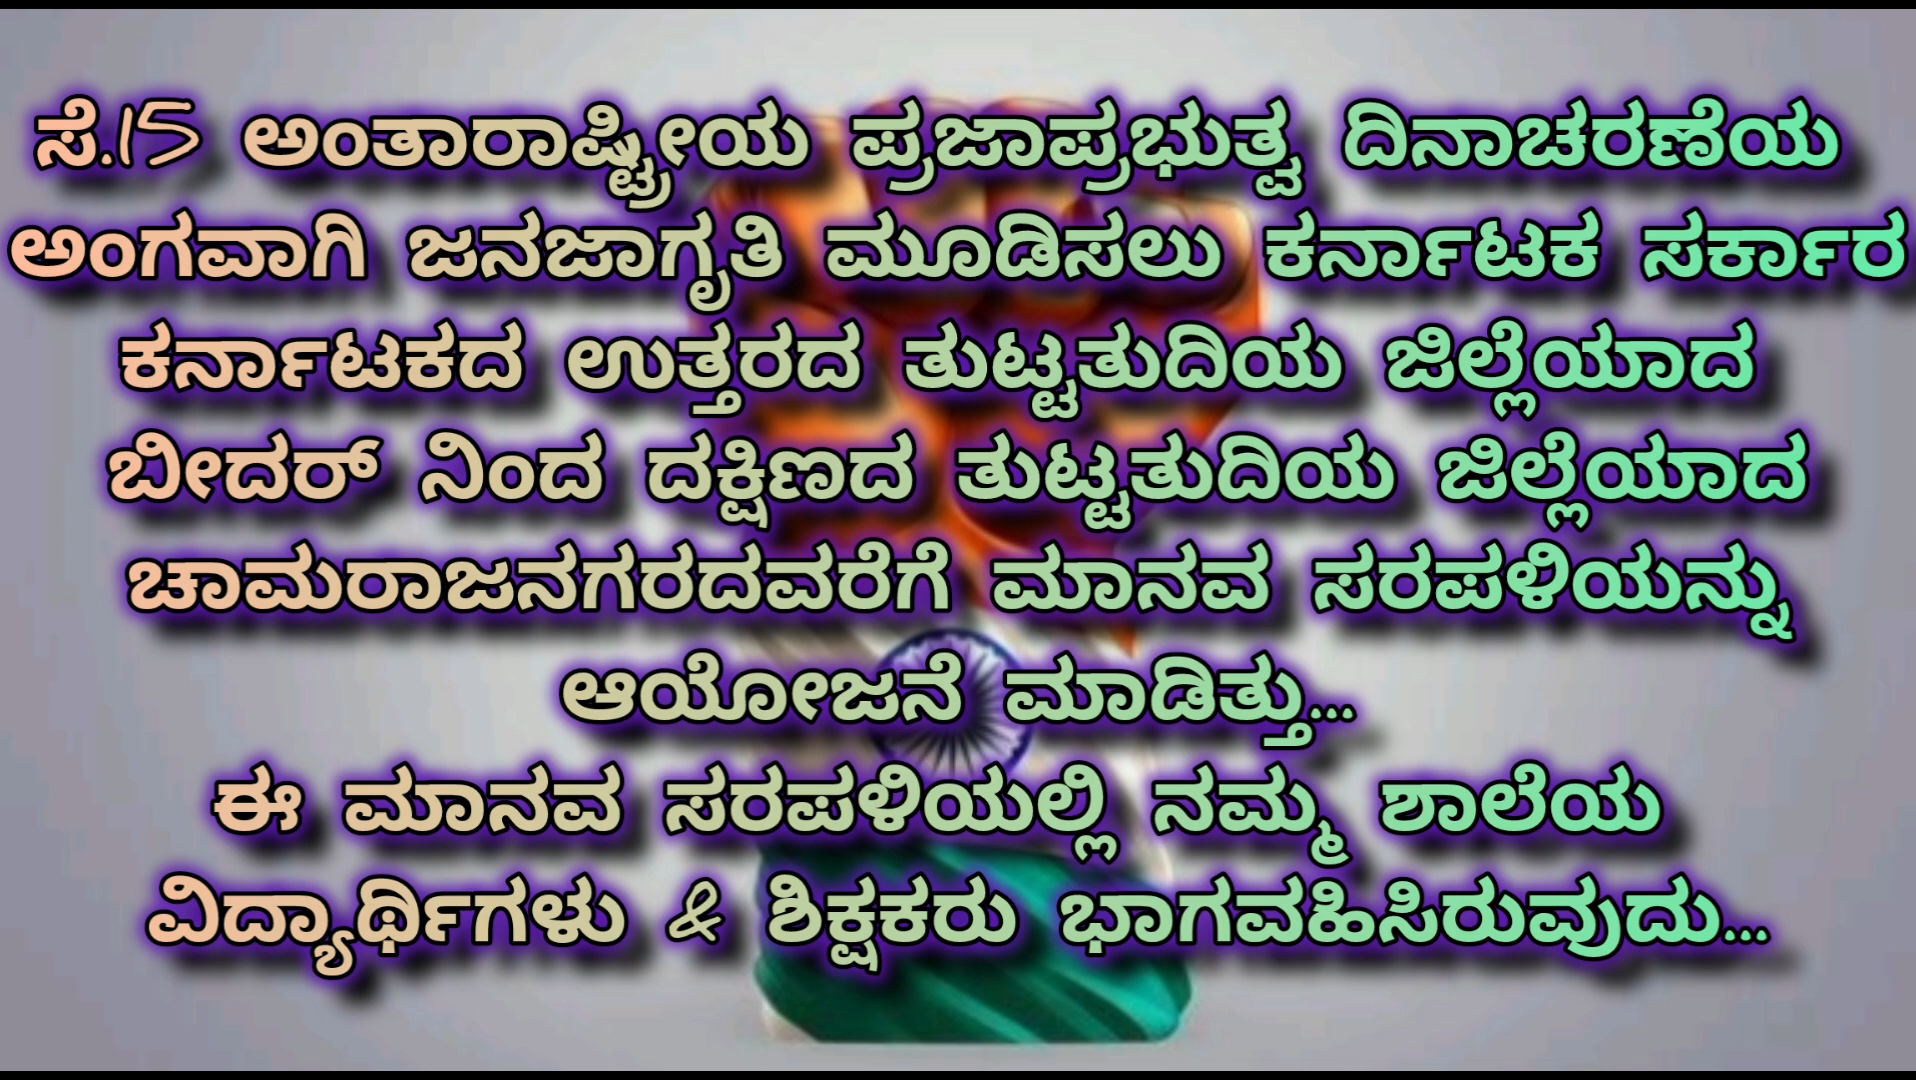 ಸೆ.15 ಅಂತಾರಾಷ್ಟ್ರೀಯ ಪ್ರಜಾಪ್ರಭುತ್ವ ದಿನಾಚರಣೆಯ
ಅಂಗವಾಗಿ ಜನಜಾಗೃತಿ ಮೂಡಿಸಲು ಕರ್ನಾಟಕ ಸರ್ಕಾರ
ಕರ್ನಾಟಕದ ಉತ್ತರದ ತುಟ್ಟತುದಿಯ ಜಿಲ್ಲೆಯಾದ
ಬೀದರ್ ನಿಂದ ದಕ್ಷಿಣದ ತುಟ್ಟತುದಿಯ ಜಿಲ್ಲೆಯಾದ
ಚಾಮರಾಜನಗರದವರೆಗೆ ಮಾನವ ಸರಪಳಿಯನ್ನು
ಆಯೋಜನೆ ಮಾಡಿತ್ತು...
ಈ ಮಾನವ ಸರಪಳಿಯಲ್ಲಿ ನಮ್ಮ ಶಾಲೆಯ
ವಿದ್ಯಾರ್ಥಿಗಳು & ಶಿಕ್ಷಕರು ಭಾಗವಹಿಸಿರುವುದು...